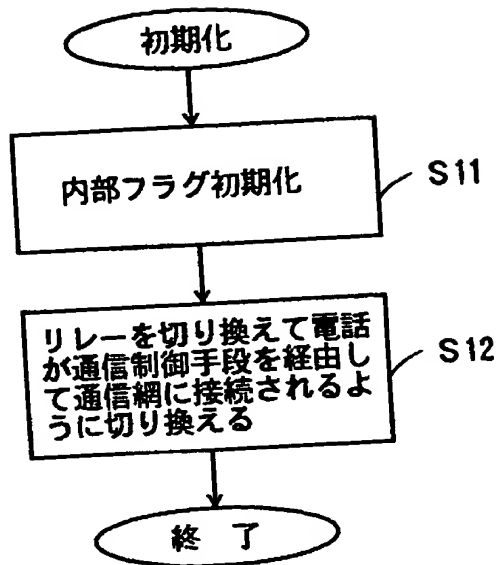 初期化
内部フラグ初期化
S11
リレーを切り換えて電話
が通信制御手段を経由し
て通信網に接続されるよ
うに切り換える
S12
終 了